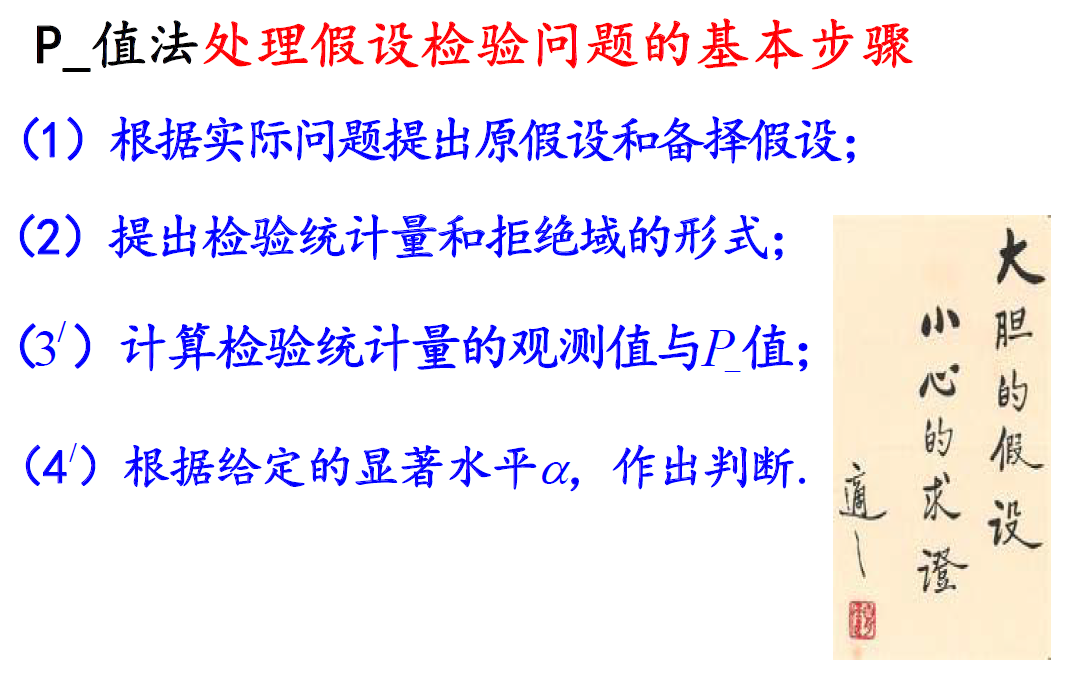 P_值法处理假设检验问题的基本步骤
(1)根据实际问题提出原假设和备择假设；
(2)提出检验统计量和拒绝域的形式；
(3/)计算检验统计量的观测值与P_值；
(4/)根据给定的显著水平α，作出判断.
大胆的假设
小心的求證
適